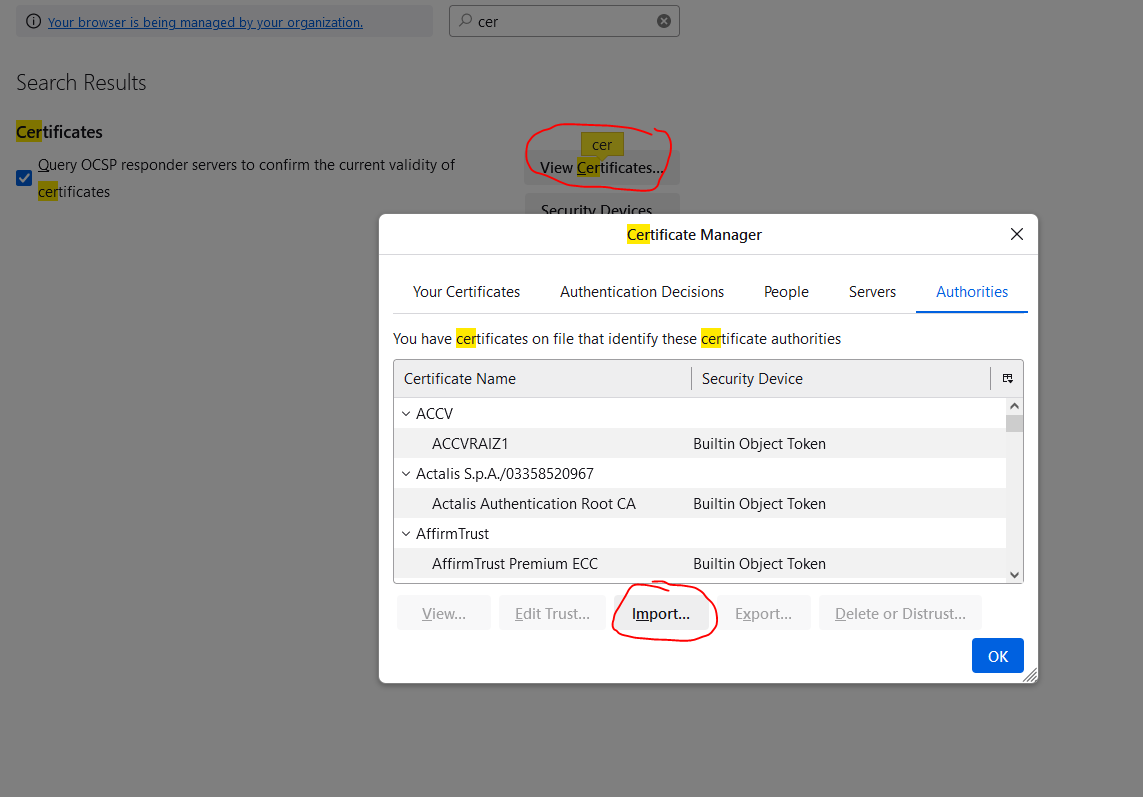 Your browser is being managed by your organization.
cer
Search Results
Certificates
Query OCSP responder servers to confirm the current validity of
certificates
cer
View Certificates...
Security Devices
Certificate Manager
Your Certificates
Authentication Decisions
People
Servers
Authorities
You have certificates on file that identify these certificate authorities
Certificate Name
Security Device
ACCV
ACCVRAIZ1
Builtin Object Token
Actalis S.p.A./03358520967
Actalis Authentication Root CA
Builtin Object Token
AffirmTrust
AffirmTrust Premium ECC
Builtin Object Token
View...
Edit Trust...
Import...
Export...
Delete or Distrust...
OK